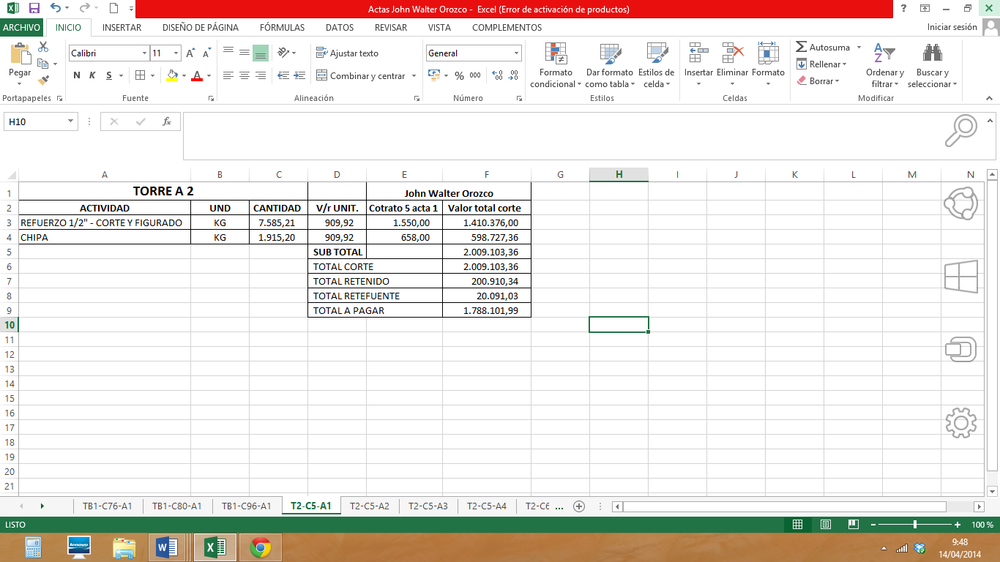 Actas John Walter Orozco - Excel (Error de activación de productos)
ARCHIVO INICIO INSERTAR DISEÑO DE PÁGINA FÓRMULAS DATOS REVISAR VISTA COMPLEMENTOS Iniciar sesión
Pegar
Calibri 11
N K S A
Ajustar texto
Combinar y centrar
General
% 000
Formato condicional
Dar formato como tabla
Estilos de celda
Insertar Eliminar Formato
Autosuma
Rellenar
Borrar
Ordenar y filtrar
Buscar y seleccionar
Portapapeles Fuente Alineación Número Estilos Celdas Modificar
H10 fx
A B C D E F G H I J K L M N
1 TORRE A 2 John Walter Orozco
2 ACTIVIDAD UND CANTIDAD V/r UNIT. Cotrato 5 acta 1 Valor total corte
3 REFUERZO 1/2" - CORTE Y FIGURADO KG 7.585,21 909,92 1.550,00 1.410.376,00
4 CHIPA KG 1.915,20 909,92 658,00 598.727,36
5 SUB TOTAL 2.009.103,36
6 TOTAL CORTE 2.009.103,36
7 TOTAL RETENIDO 200.910,34
8 TOTAL RETEFUENTE 20.091,03
9 TOTAL A PAGAR 1.788.101,99
10
11
12
13
14
15
16
17
18
19
20
21
TB1-C76-A1 TB1-C80-A1 TB1-C96-A1 T2-C5-A1 T2-C5-A2 T2-C5-A3 T2-C5-A4 T2-C6 ...
LISTO 100 %
lenovo
9:48
14/04/2014